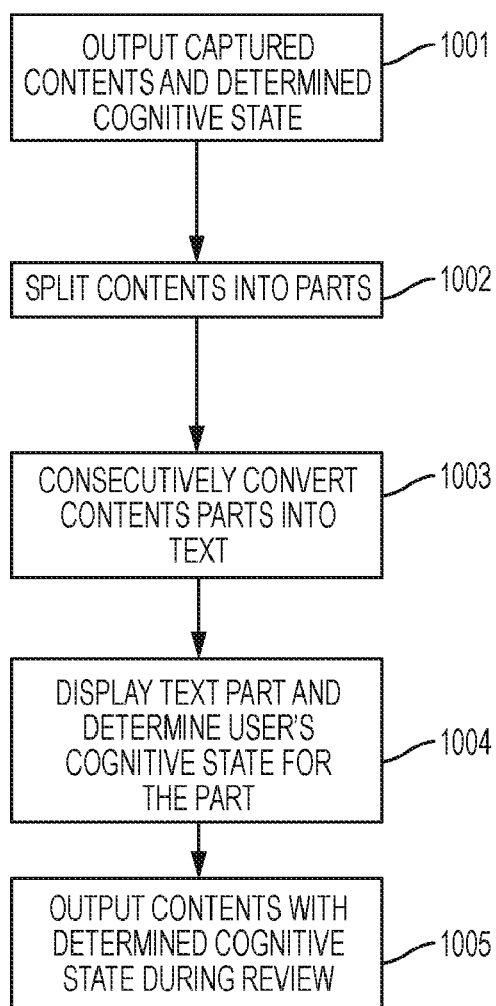 OUTPUT CAPTURED
CONTENTS AND DETERMINED
COGNITIVE STATE
1001
SPLIT CONTENTS INTO PARTS
1002
CONSECUTIVELY CONVERT
CONTENTS PARTS INTO
TEXT
1003
DISPLAY TEXT PART AND
DETERMINE USER'S
COGNITIVE STATE FOR
THE PART
1004
OUTPUT CONTENTS WITH
DETERMINED COGNITIVE
STATE DURING REVIEW
1005